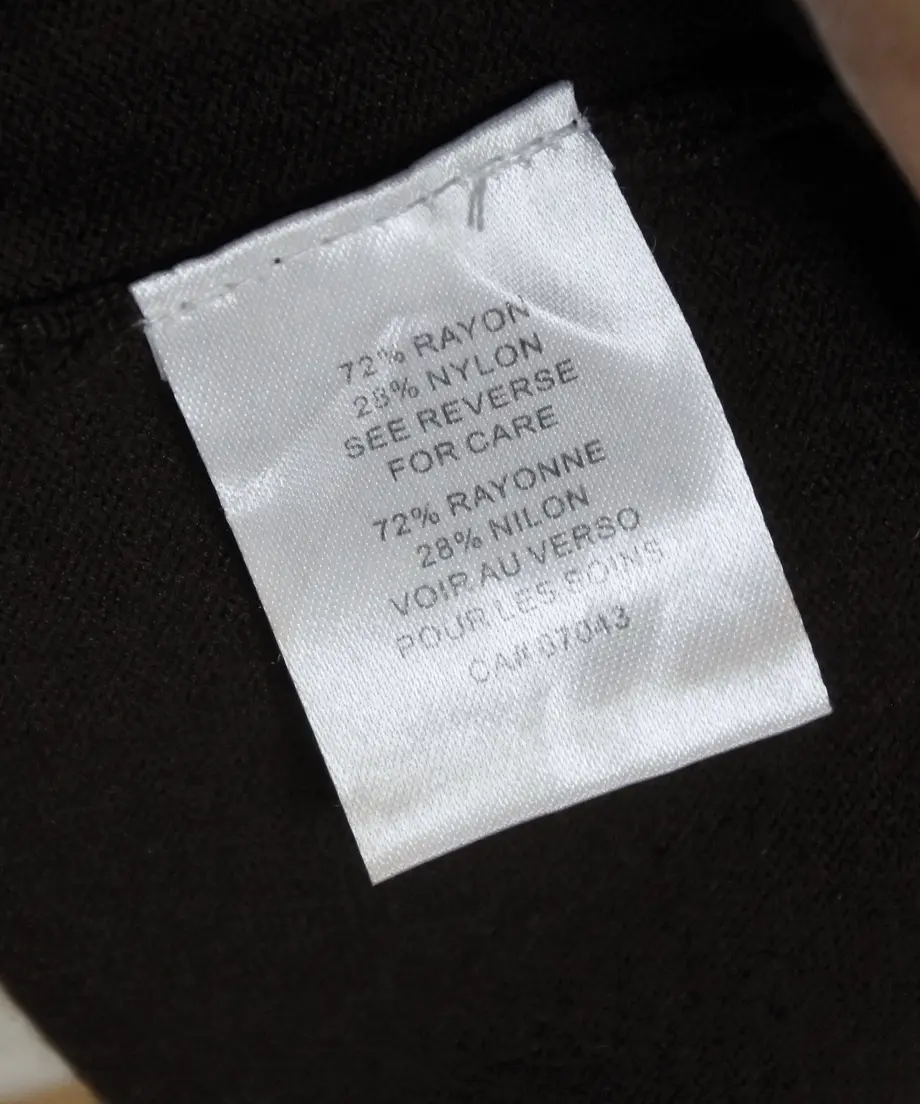 72% RAYON
28% NYLON
SEE REVERSE
FOR CARE
72% RAYONNE
28% NILON
VOIR AU VERSO
POUR LES SOINS
CA# 07043